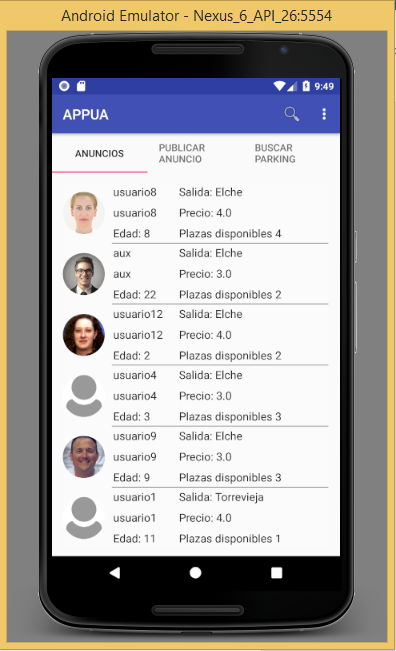 Android Emulator - Nexus_6_API_26:5554
9:49
APPUA
ANUNCIOS
PUBLICAR
ANUNCIO
BUSCAR
PARKING
usuario8 Salida: Elche
usuario8 Precio: 4.0
Edad: 8 Plazas disponibles 4
aux Salida: Elche
aux Precio: 3.0
Edad: 22 Plazas disponibles 2
usuario12 Salida: Elche
usuario12 Precio: 4.0
Edad: 2 Plazas disponibles 2
usuario4 Salida: Elche
usuario4 Precio: 3.0
Edad: 3 Plazas disponibles 3
usuario9 Salida: Elche
usuario9 Precio: 3.0
Edad: 9 Plazas disponibles 3
usuario1 Salida: Torrevieja
usuario1 Precio: 4.0
Edad: 11 Plazas disponibles 1